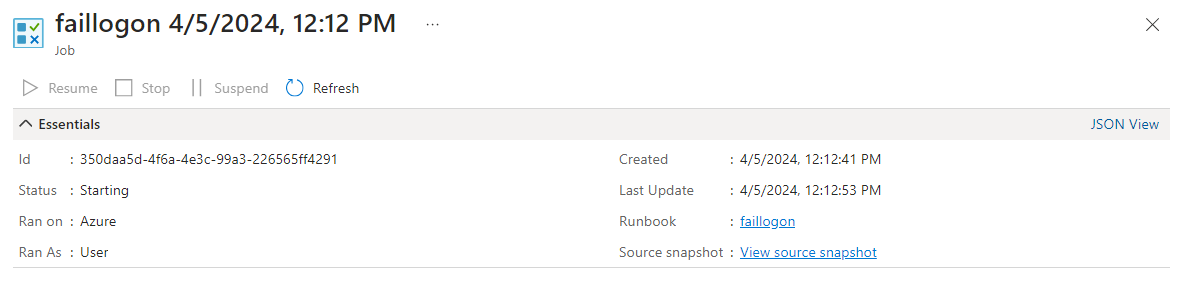 faillogon 4/5/2024, 12:12 PM ...
Job
Resume Stop Suspend Refresh
Essentials JSON View
Id : 350daa5d-4f6a-4e3c-99a3-226565ff4291 Created : 4/5/2024, 12:12:41 PM
Status : Starting Last Update : 4/5/2024, 12:12:53 PM
Ran on : Azure Runbook : faillogon
Ran As : User Source snapshot : View source snapshot